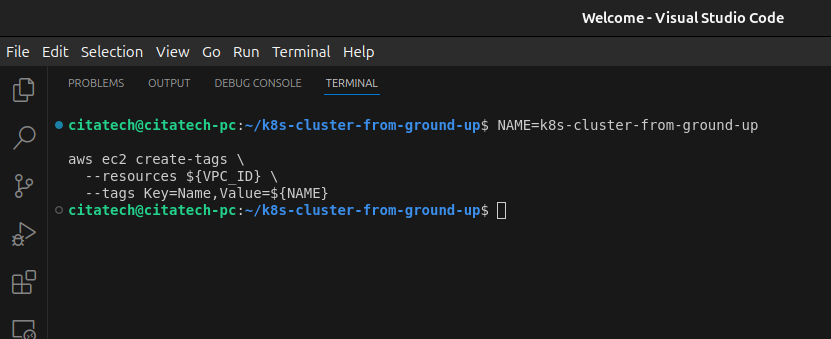 Welcome - Visual Studio Code
File Edit Selection View Go Run Terminal Help
PROBLEMS OUTPUT DEBUG CONSOLE TERMINAL
citatech@citatech-pc:~/k8s-cluster-from-ground-up$ NAME=k8s-cluster-from-ground-up
aws ec2 create-tags \
--resources ${VPC_ID} \
--tags Key=Name,Value=${NAME}
citatech@citatech-pc:~/k8s-cluster-from-ground-up$